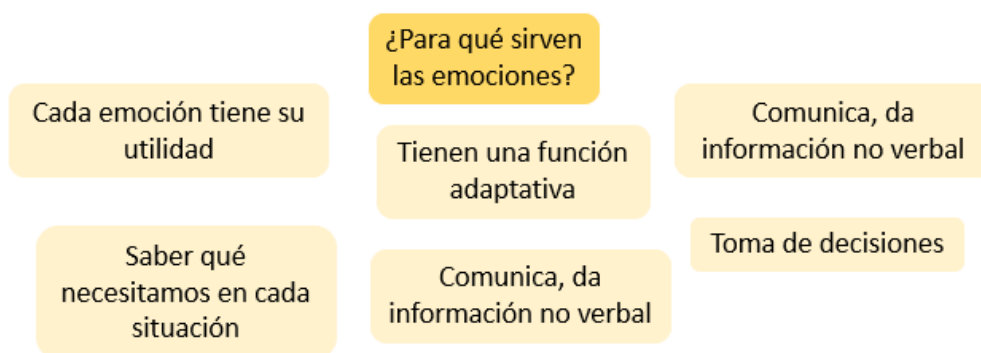 ¿Para qué sirven
las emociones?
Cada emoción tiene su
utilidad
Tienen una función
adaptativa
Comunica, da
información no verbal
Saber qué
necesitamos en cada
situación
Comunica, da
información no verbal
Toma de decisiones